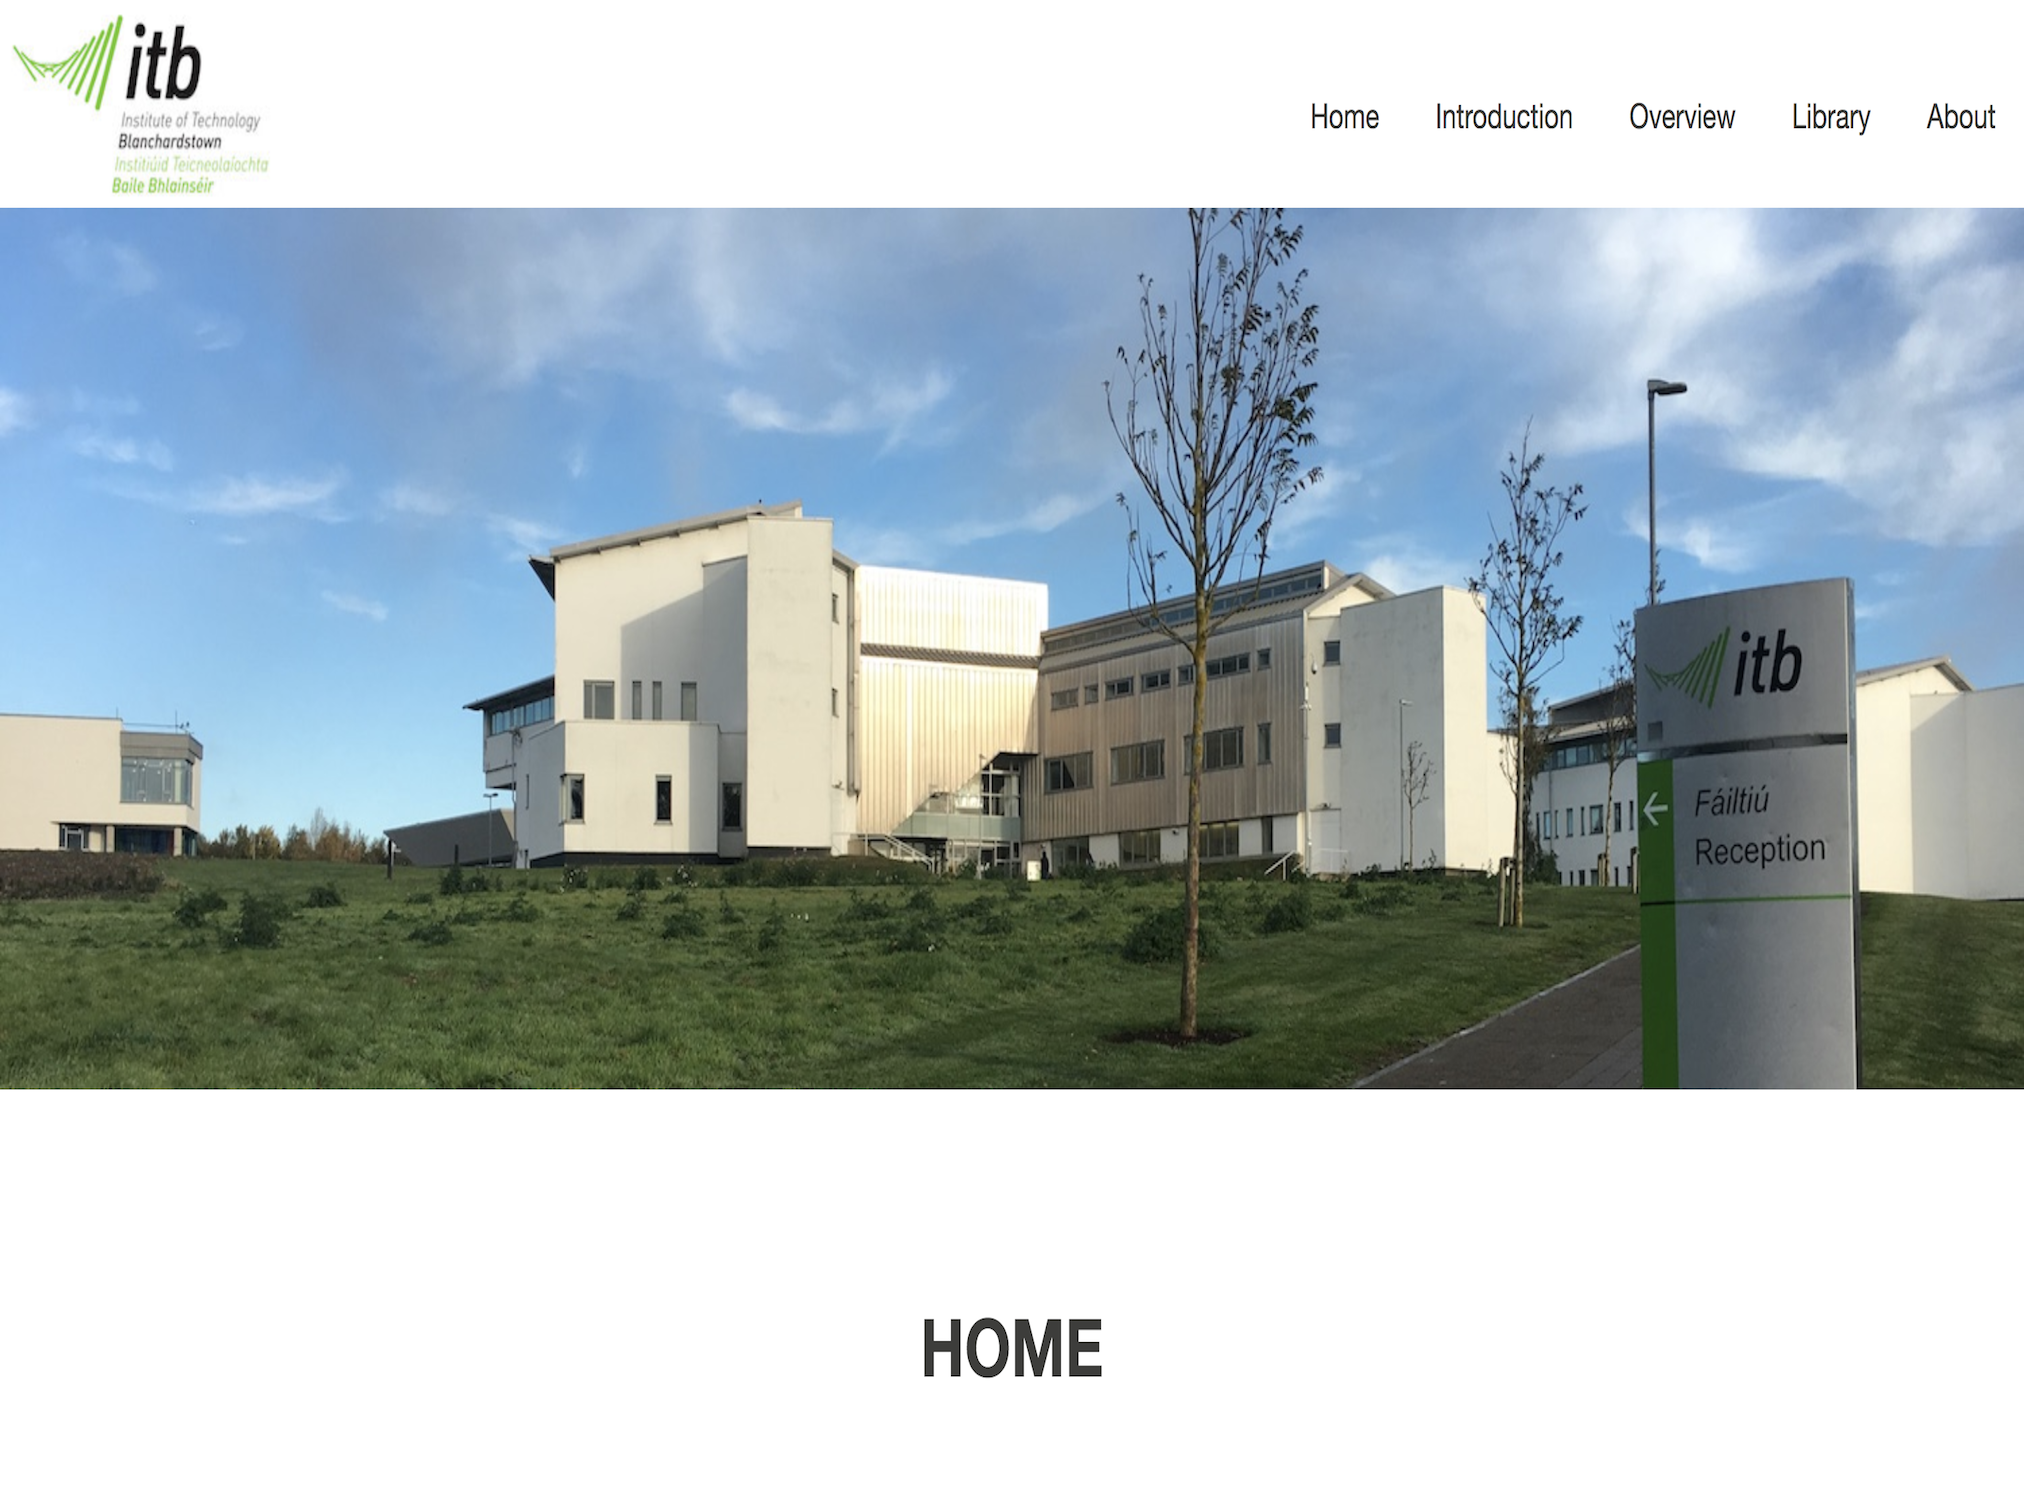 itb
Institute of Technology
Blanchardstown
Institiúid Teicneolaíochta
Baile Bhlainséir
Home Introduction Overview Library About
itb
Fáiltiú
Reception
HOME